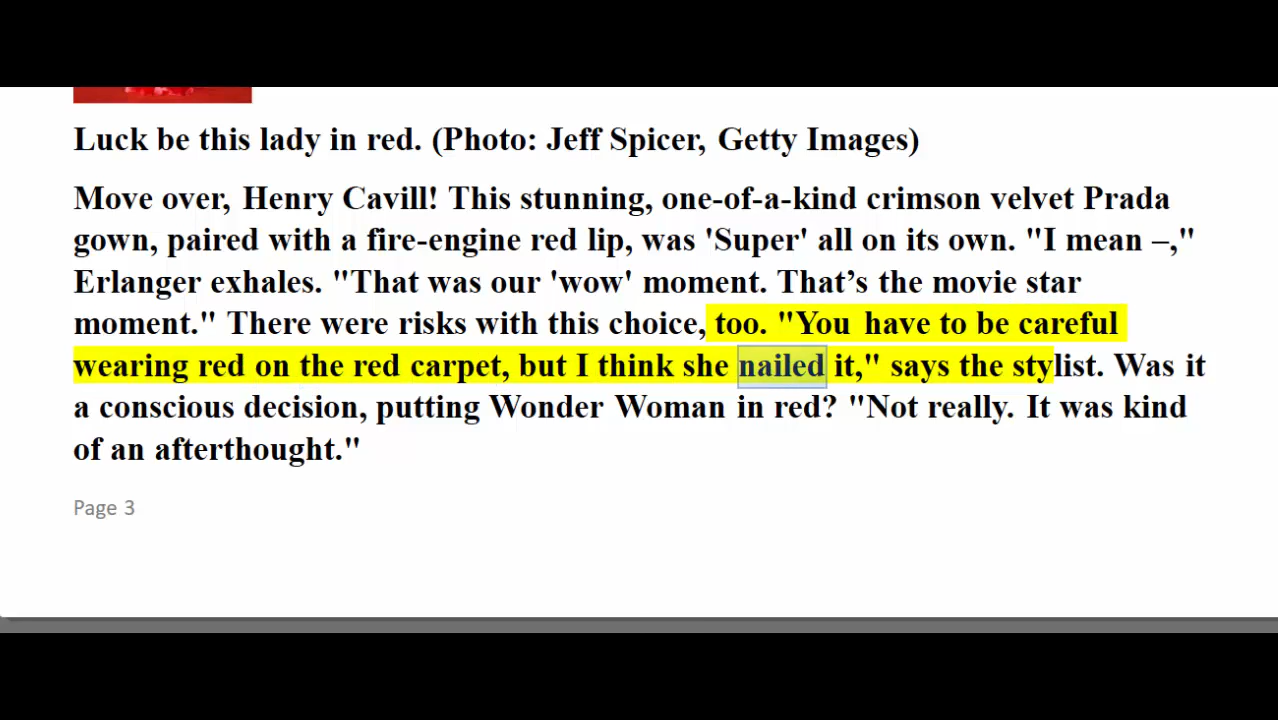 Luck be this lady in red. (Photo: Jeff Spicer, Getty Images)
Move over, Henry Cavill! This stunning, one-of-a-kind crimson velvet Prada
gown, paired with a fire-engine red lip, was 'Super' all on its own. "I mean –,"
Erlanger exhales. "That was our 'wow' moment. That’s the movie star
moment." There were risks with this choice, too. "You have to be careful
wearing red on the red carpet, but I think she nailed it," says the stylist. Was it
a conscious decision, putting Wonder Woman in red? "Not really. It was kind
of an afterthought."
Page 3